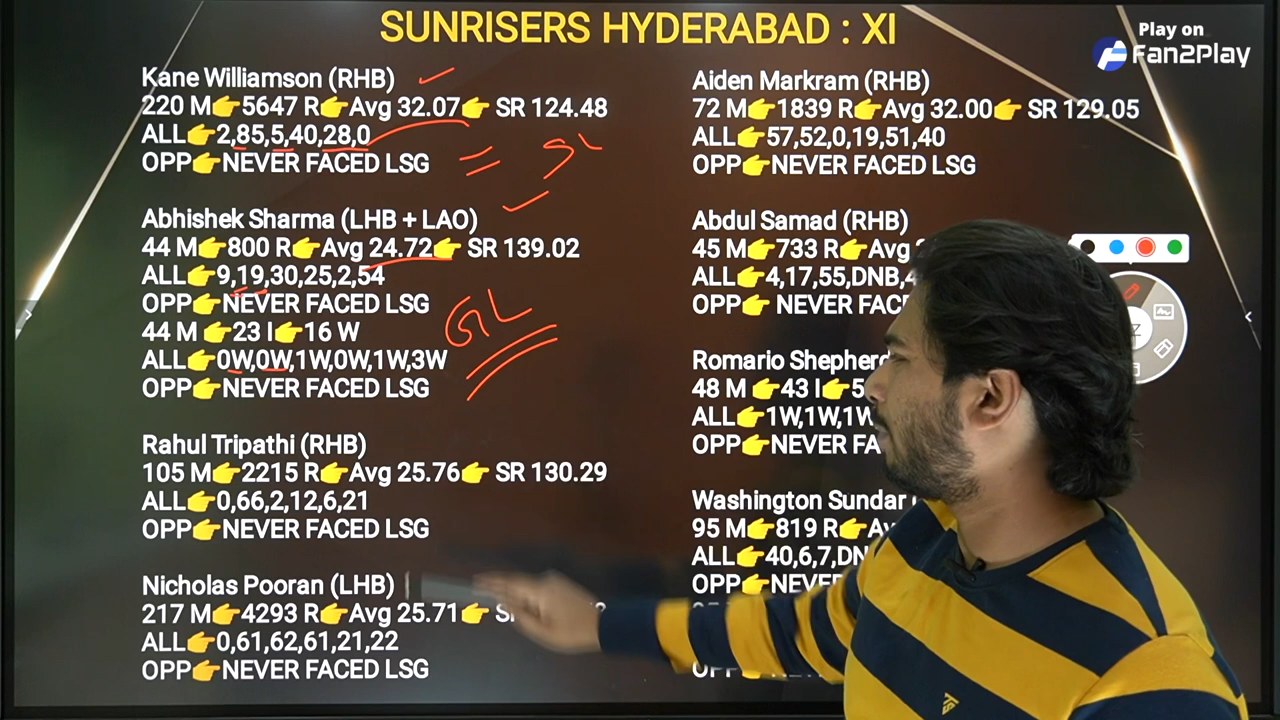 SUNRISERS HYDERABAD : XI
Play on
Fan2Play
Kane Williamson (RHB)
220 M👉5647 R👉Avg 32.07👉 SR 124.48
ALL👉2,85,5,40,28,0
OPP👉NEVER FACED LSG
SL
Abhishek Sharma (LHB + LAO)
44 M👉800 R👉Avg 24.72👉 SR 139.02
ALL👉9,19,30,25,2,54
OPP👉NEVER FACED LSG
44 M 👉23 I👉16 W
ALL👉0W,0W,1W,0W,1W,3W
OPP👉NEVER FACED LSG
GL
Rahul Tripathi (RHB)
105 M👉2215 R👉Avg 25.76👉 SR 130.29
ALL👉0,66,2,12,6,21
OPP👉NEVER FACED LSG
Nicholas Pooran (LHB)
217 M👉4293 R👉Avg 25.71👉
ALL👉0,61,62,61,21,22
OPP👉NEVER FACED LSG
Aiden Markram (RHB)
72 M👉1839 R👉Avg 32.00👉 SR 129.05
ALL👉57,52,0,19,51,40
OPP👉NEVER FACED LSG
Abdul Samad (RHB)
45 M👉733 R👉Avg
ALL👉4,17,55,DNB,
OPP👉 NEVER
Romario Shepherd
48 M 👉43 I👉
ALL👉1W,1W,
OPP👉NEVER
Washington Sundar
95 M👉819 R👉
ALL👉40,6,7,
OPP👉